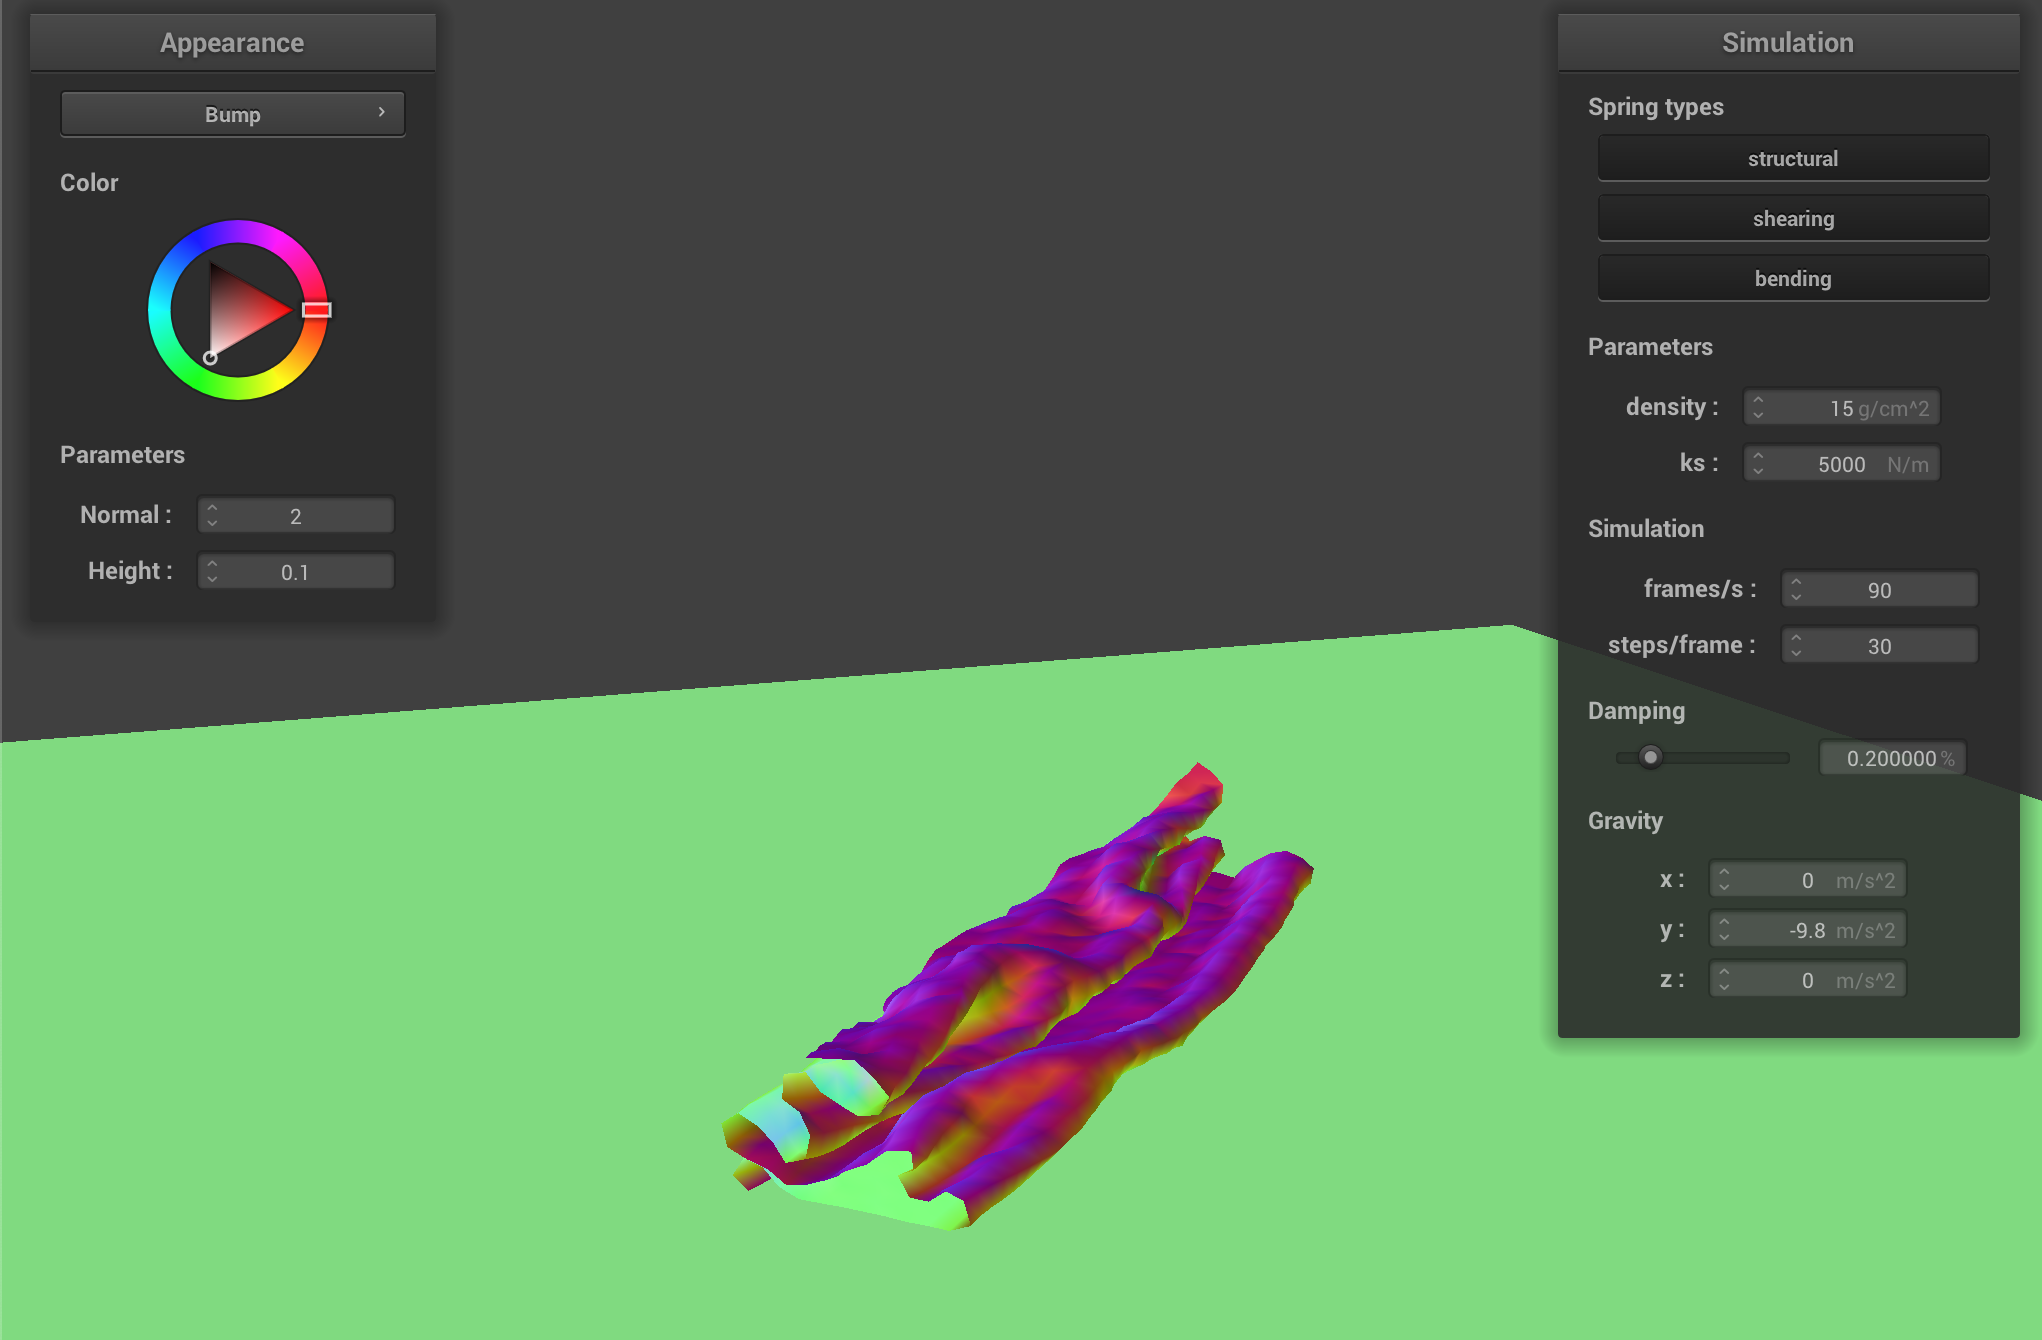 Appearance
Bump
Color
Parameters
Normal : 2
Height : 0.1
Simulation
Spring types
structural
shearing
bending
Parameters
density : 15 g/cm^2
ks : 5000 N/m
Simulation
frames/s : 90
steps/frame : 30
Damping
0.200000 %
Gravity
x : 0 m/s^2
y : -9.8 m/s^2
z : 0 m/s^2